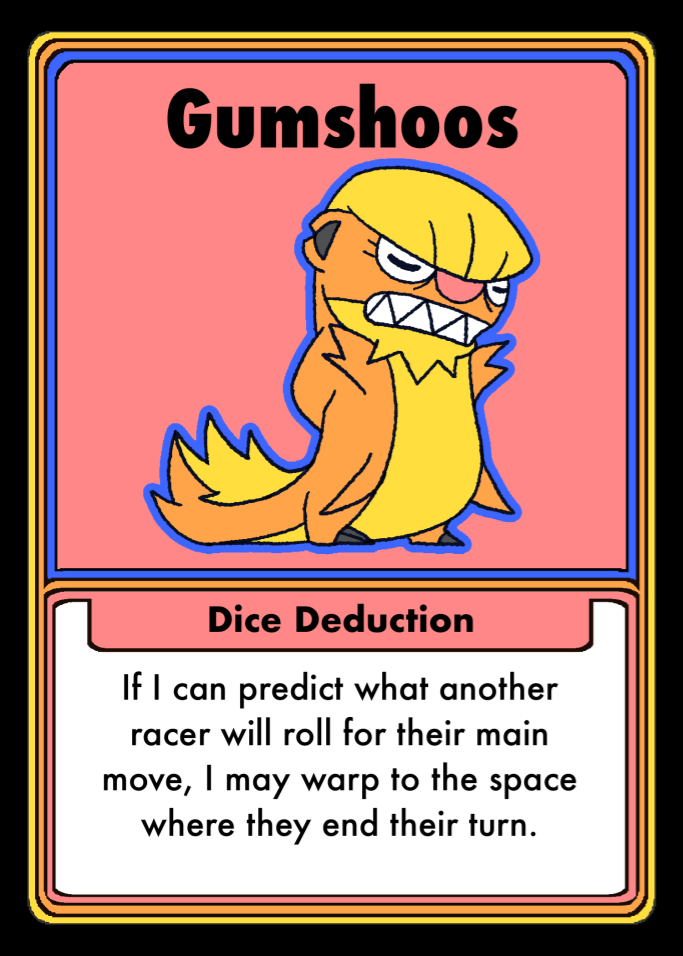 Gumshoos
Dice Deduction
If I can predict what another
racer will roll for their main
move, I may warp to the space
where they end their turn.